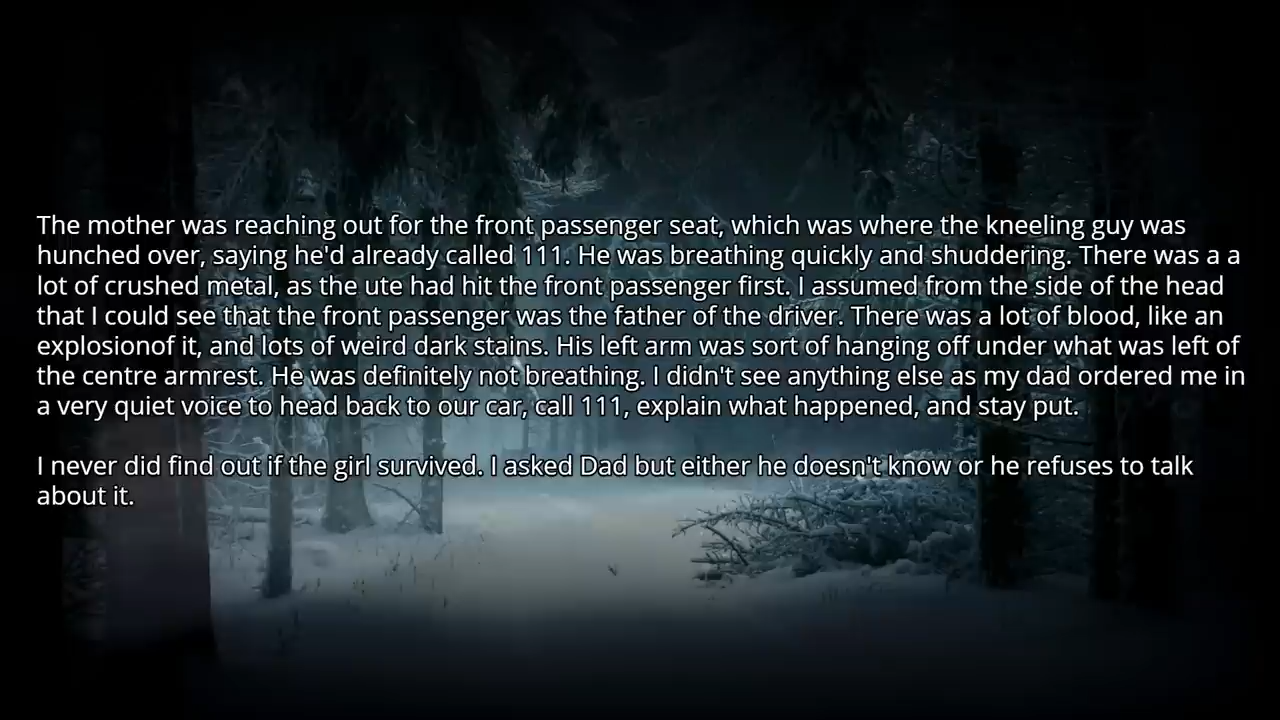 The mother was reaching out for the front passenger seat, which was where the kneeling guy was
hunched over, saying he'd already called 111. He was breathing quickly and shuddering. There was a a
lot of crushed metal, as the ute had hit the front passenger first. I assumed from the side of the head
that I could see that the front passenger was the father of the driver. There was a lot of blood, like an
explosionof it, and lots of weird dark stains. His left arm was sort of hanging off under what was left of
the centre armrest. He was definitely not breathing. I didn't see anything else as my dad ordered me in
a very quiet voice to head back to our car, call 111, explain what happened, and stay put.
I never did find out if the girl survived. I asked Dad but either he doesn't know or he refuses to talk
about it.